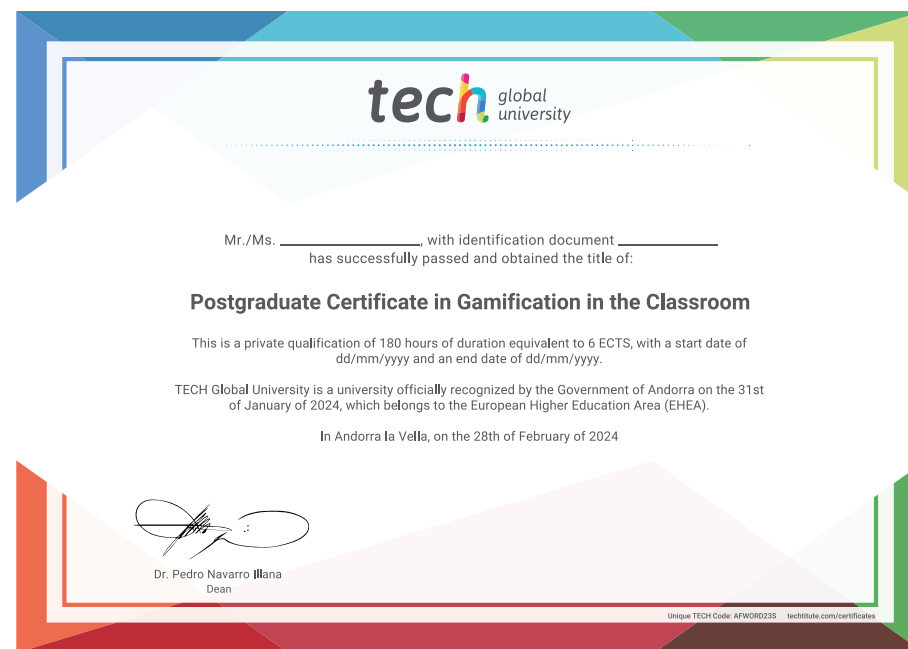 tech global university
Mr./Ms. ____________________, with identification document ______________
has successfully passed and obtained the title of:
Postgraduate Certificate in Gamification in the Classroom
This is a private qualification of 180 hours of duration equivalent to 6 ECTS, with a start date of
dd/mm/yyyy and an end date of dd/mm/yyyy.
TECH Global University is a university officially recognized by the Government of Andorra on the 31st
of January of 2024, which belongs to the European Higher Education Area (EHEA).
In Andorra la Vella, on the 28th of February of 2024
Dr. Pedro Navarro Illana
Dean
Unique TECH Code: AFWORD23S techtitute.com/certificates